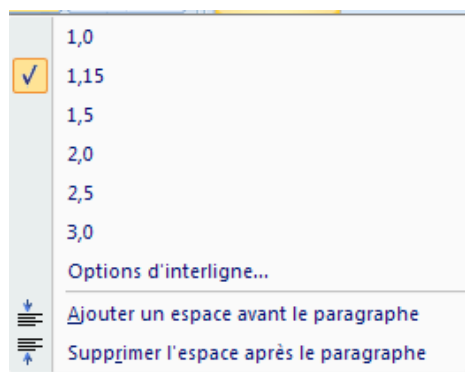 1,0
1,15
1,5
2,0
2,5
3,0
Options d'interligne...
Ajouter un espace avant le paragraphe
Supprimer l'espace après le paragraphe